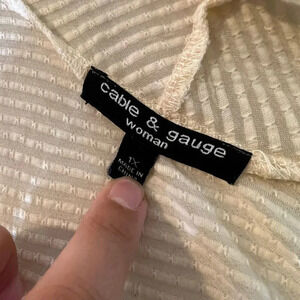 cable & gauge
woman
1X
MADE IN